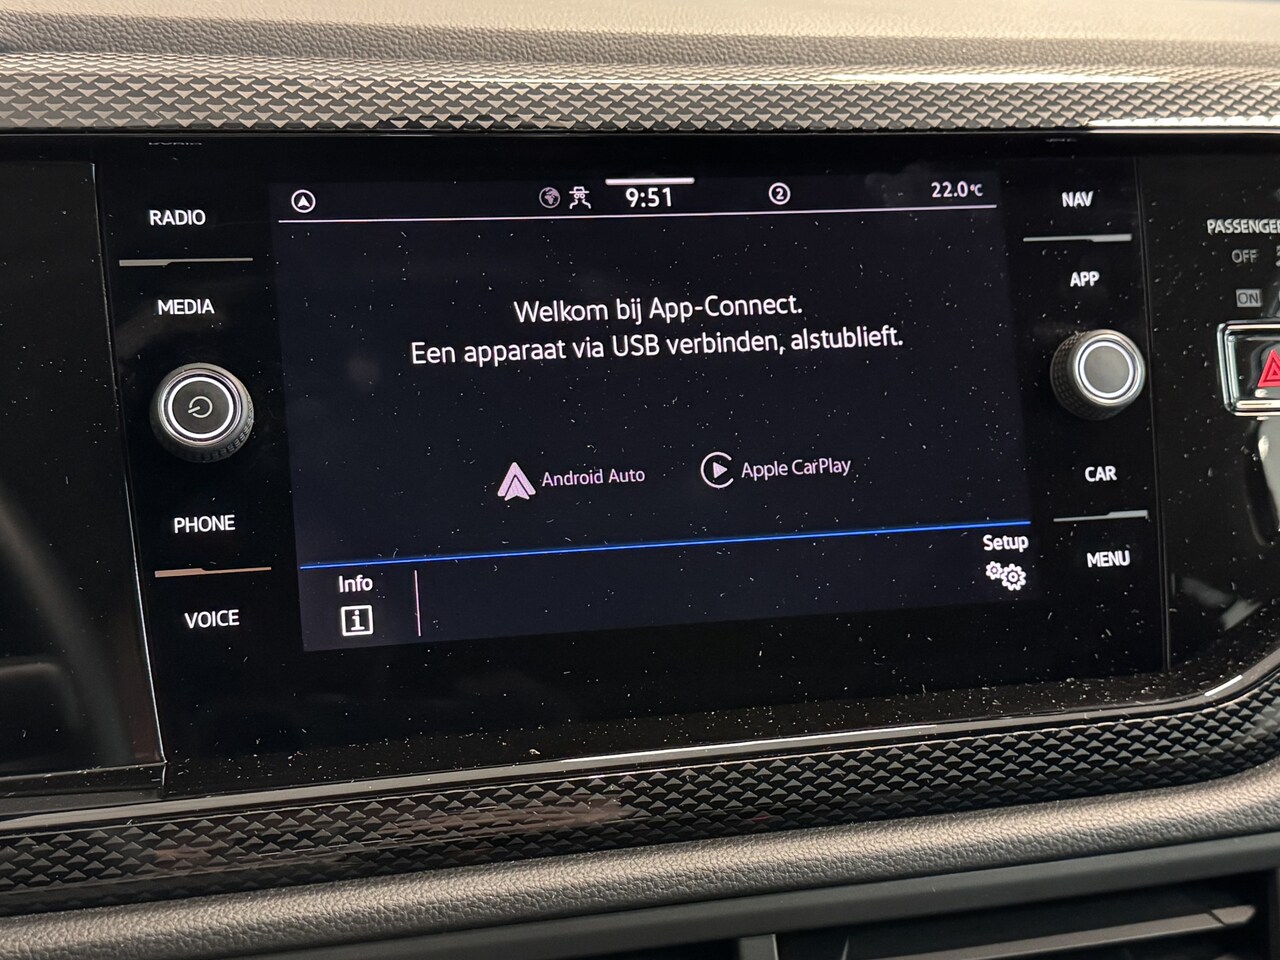 RADIO
MEDIA
PHONE
VOICE
9:51
2
22.0°C
Welkom bij App-Connect.
Een apparaat via USB verbinden, alstublieft.
Android Auto
Apple CarPlay
Info
i
Setup
NAV
APP
CAR
MENU
OFF
ON